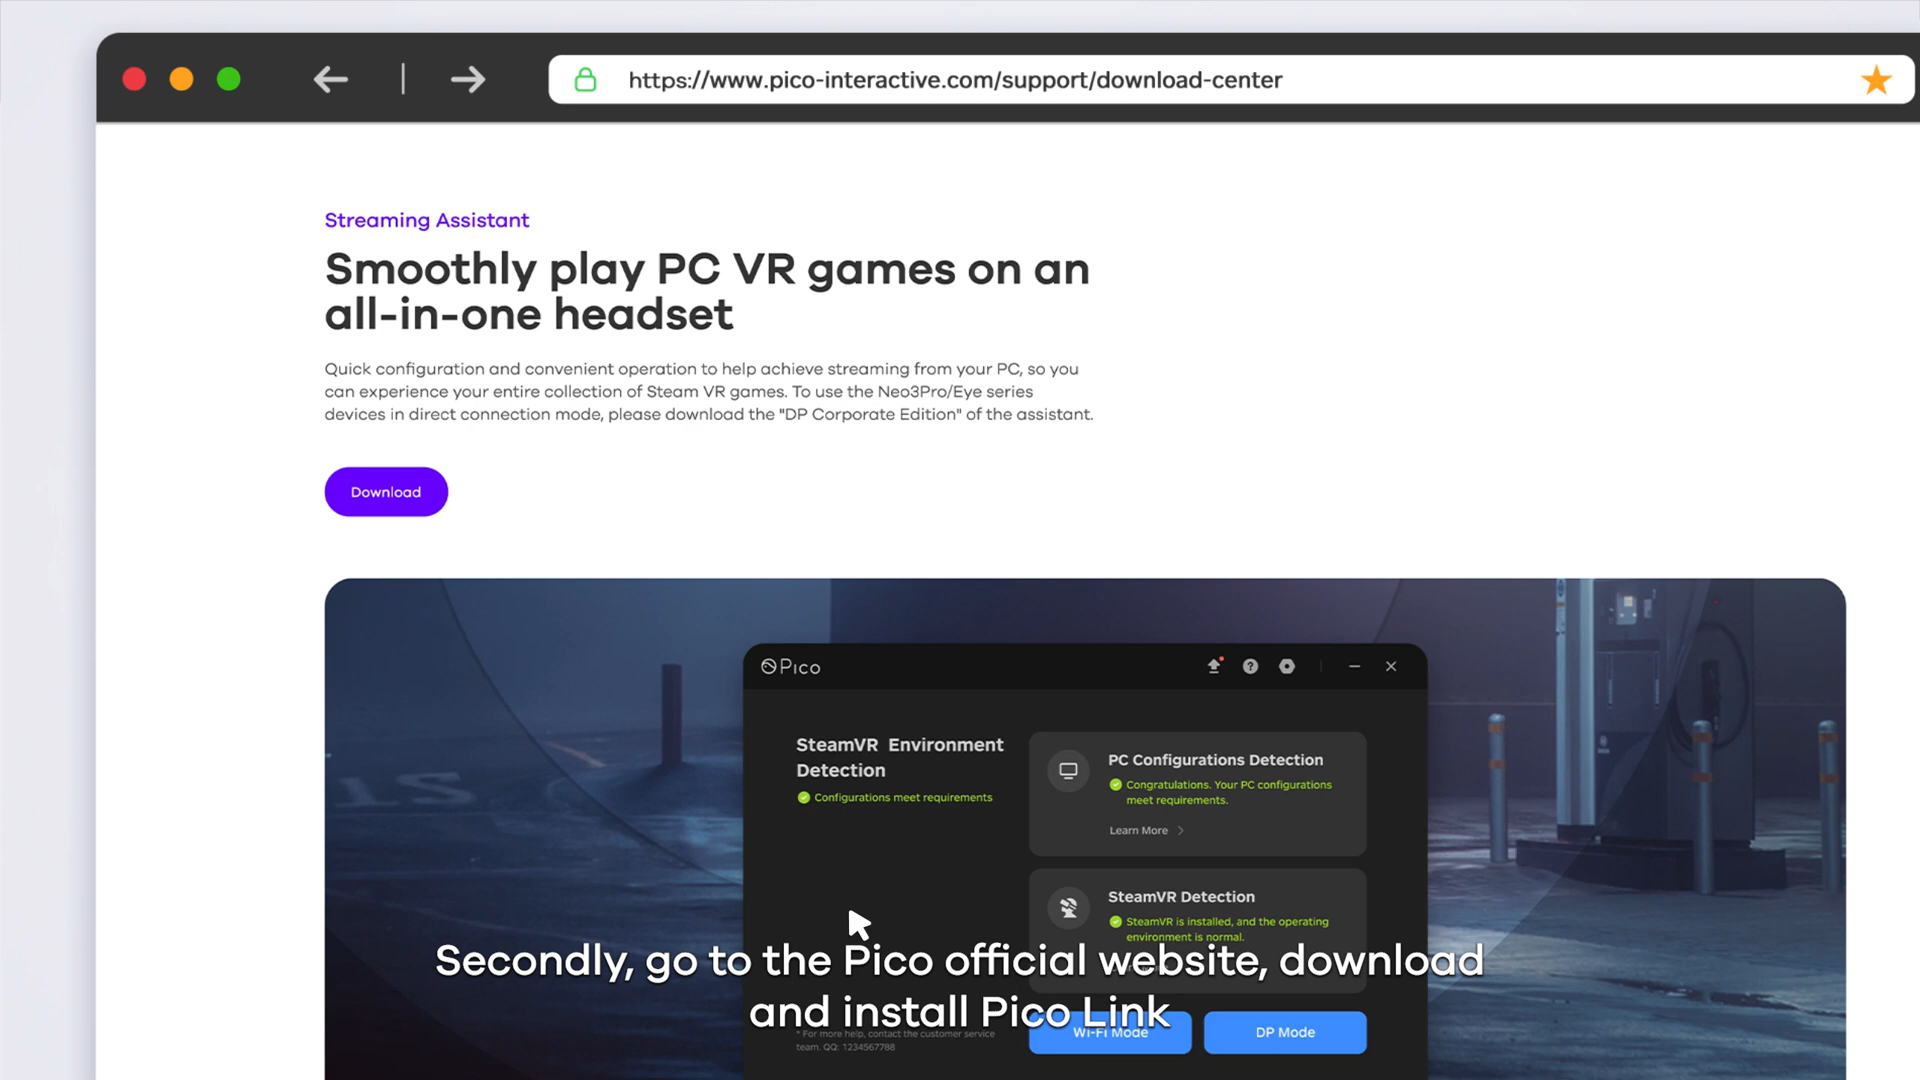 https://www.pico-interactive.com/support/download-center
Streaming Assistant
Smoothly play PC VR games on an
all-in-one headset
Quick configuration and convenient operation to help achieve streaming from your PC, so you
can experience your entire collection of Steam VR games. To use the Neo3Pro/Eye series
devices in direct connection mode, please download the "DP Corporate Edition" of the assistant.
Download
Pico
SteamVR Environment
Detection
Configurations meet requirements
PC Configurations Detection
Congratulations. Your PC configurations
meet requirements.
Learn More
SteamVR Detection
SteamVR is installed, and the operating
environment is normal.
Secondly, go to the Pico official website, download
and install Pico Link
* For more help, contact the customer service
team. QQ: 1234567788
Wi-Fi Mode
DP Mode